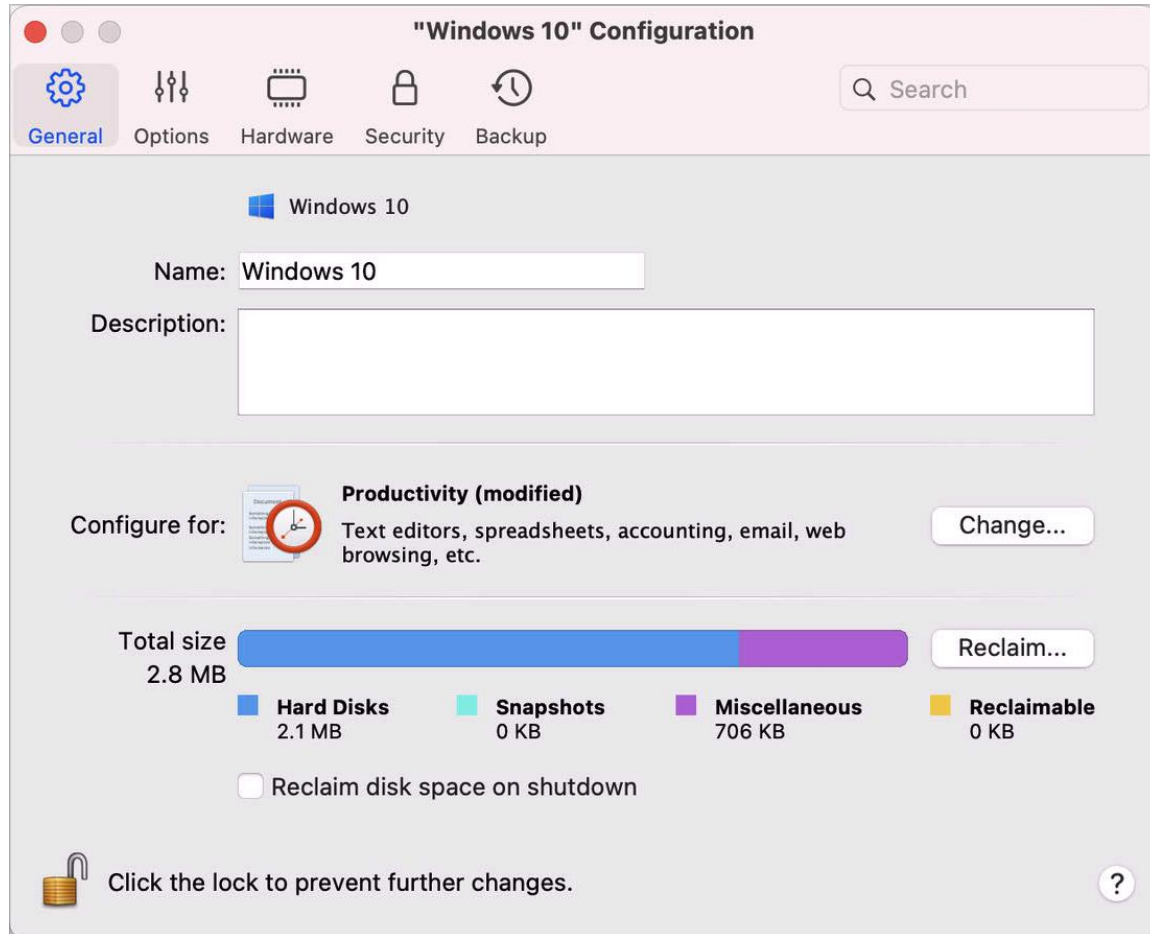 "Windows 10" Configuration
General Options Hardware Security Backup
Search
Windows 10
Name: Windows 10
Description:
Configure for: Productivity (modified)
Text editors, spreadsheets, accounting, email, web
browsing, etc.
Change...
Total size
2.8 MB
Reclaim...
Hard Disks Snapshots Miscellaneous Reclaimable
2.1 MB 0 KB 706 KB 0 KB
Reclaim disk space on shutdown
Click the lock to prevent further changes.
?